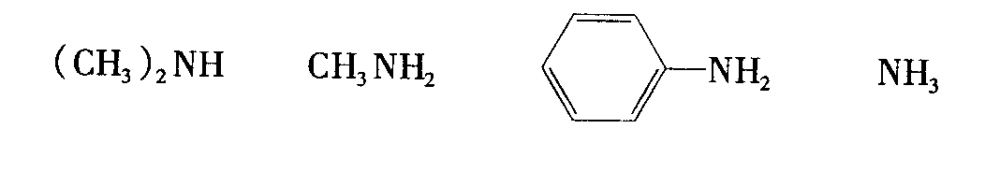 (CH₃)₂NH CH₃NH₂ NH₂ NH₃